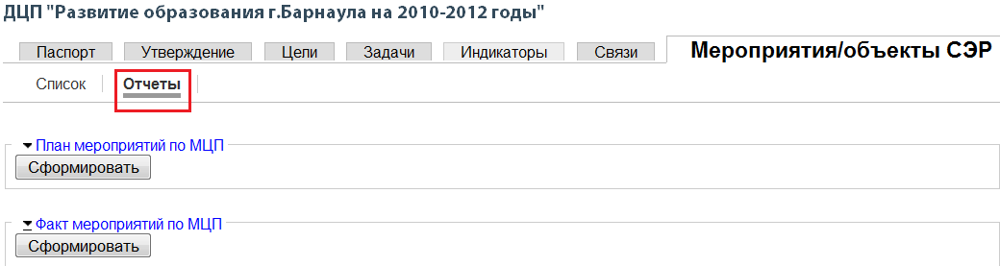 ДЦП "Развитие образования г.Барнаула на 2010-2012 годы"
Паспорт Утверждение Цели Задачи Индикаторы Связи Мероприятия/объекты СЭР
Список Отчеты
План мероприятий по МЦП
Сформировать
Факт мероприятий по МЦП
Сформировать